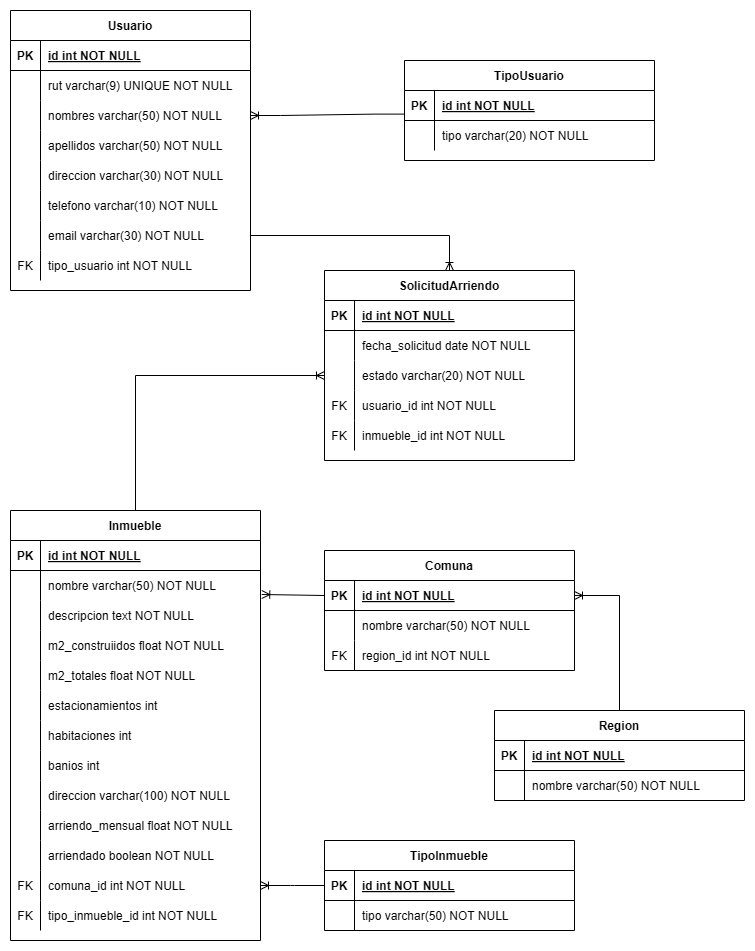 Usuario
PK id int NOT NULL
rut varchar(9) UNIQUE NOT NULL
nombres varchar(50) NOT NULL
apellidos varchar(50) NOT NULL
direccion varchar(30) NOT NULL
telefono varchar(10) NOT NULL
email varchar(30) NOT NULL
FK tipo_usuario int NOT NULL
TipoUsuario
PK id int NOT NULL
tipo varchar(20) NOT NULL
SolicitudArriendo
PK id int NOT NULL
fecha_solicitud date NOT NULL
estado varchar(20) NOT NULL
FK usuario_id int NOT NULL
FK inmueble_id int NOT NULL
Inmueble
PK id int NOT NULL
nombre varchar(50) NOT NULL
descripcion text NOT NULL
m2_construiidos float NOT NULL
m2_totales float NOT NULL
estacionamientos int
habitaciones int
banios int
direccion varchar(100) NOT NULL
arriendo_mensual float NOT NULL
arriendado boolean NOT NULL
FK comuna_id int NOT NULL
FK tipo_inmueble_id int NOT NULL
Comuna
PK id int NOT NULL
nombre varchar(50) NOT NULL
FK region_id int NOT NULL
Region
PK id int NOT NULL
nombre varchar(50) NOT NULL
TipoInmueble
PK id int NOT NULL
tipo varchar(50) NOT NULL